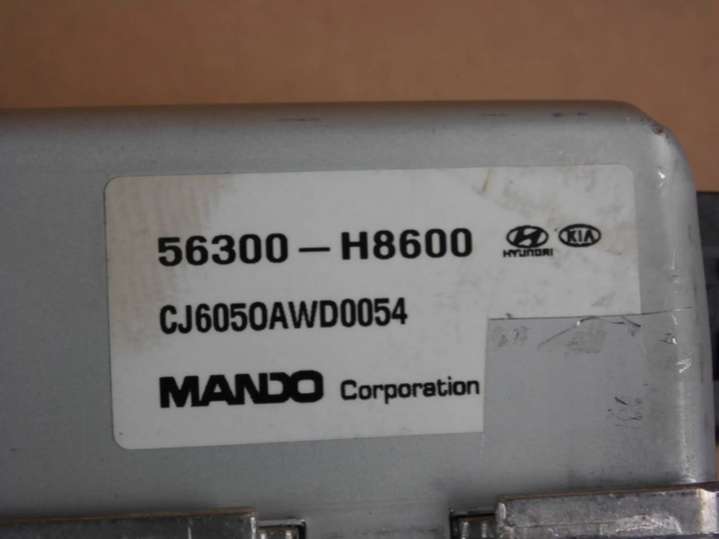 56300-H8600 HYUNDAI KIA
CJ6050AWD0054
MANDO Corporation